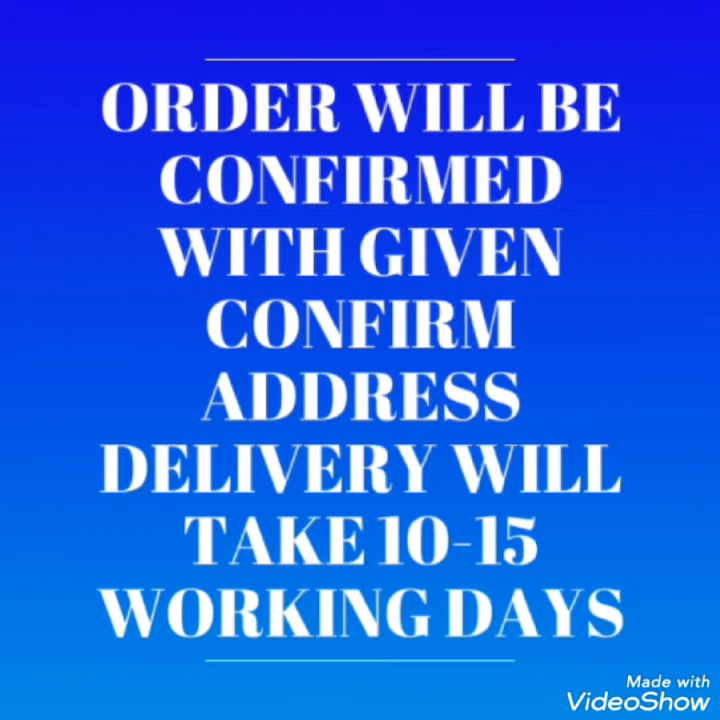 ORDER WILL BE
CONFIRMED
WITH GIVEN
CONFIRM
ADDRESS
DELIVERY WILL
TAKE 10-15
WORKING DAYS
Made with
VideoShow